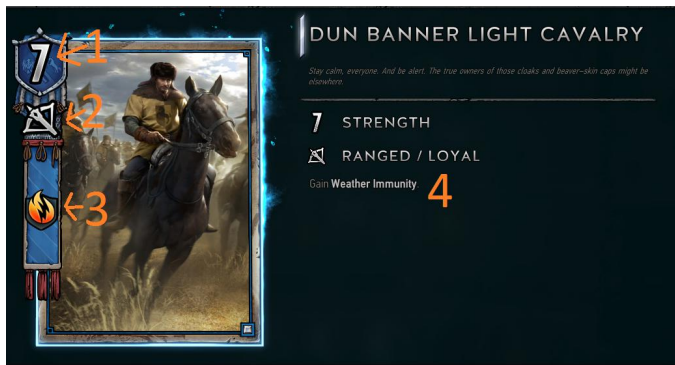 DUN BANNER LIGHT CAVALRY
Stay calm, everyone. And be alert. The true owners of those cloaks and beaver-skin caps might be
elsewhere.
7
1
7 STRENGTH
2
RANGED / LOYAL
Gain Weather Immunity. 4
3